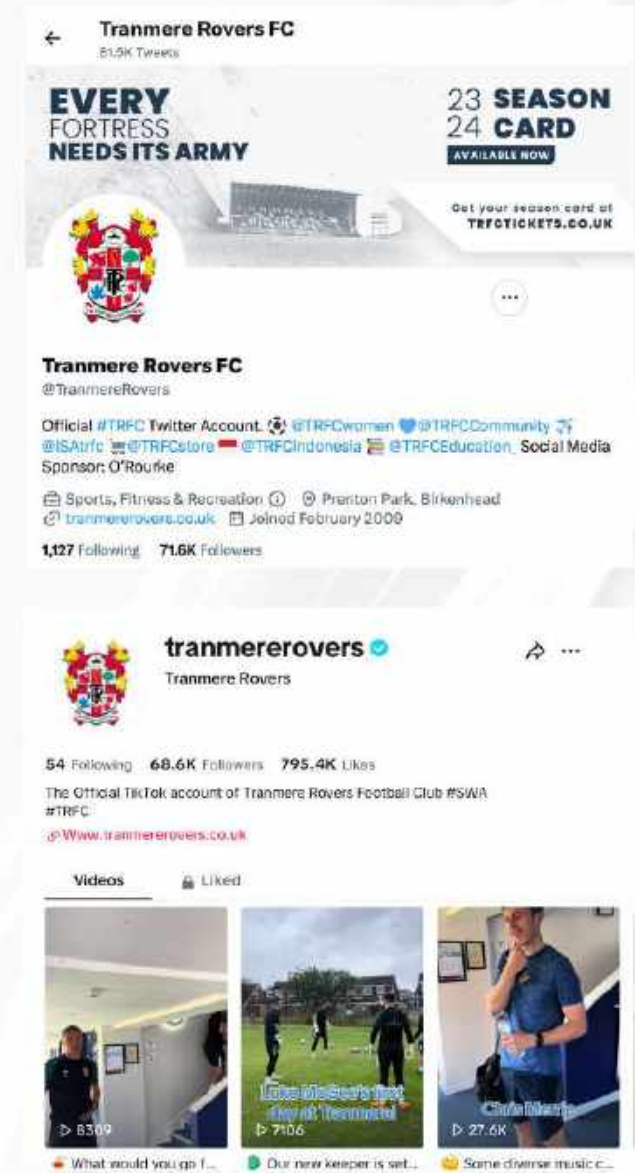 Tranmere Rovers FC
81.5K Tweets
EVERY
FORTRESS
NEEDS ITS ARMY
23 SEASON
24 CARD
AVAILABLE NOW
Get your season card at
TRFCTICKETS.CO.UK
Tranmere Rovers FC
@TranmereRovers
Official #TRFC Twitter Account. @TRFCwomen @TRFCCommunity
@ISAtrfc @TRFCstore @TRFCIndonesia @TRFCEducation_ Social Media
Sponsor: O'Rourke
Sports, Fitness & Recreation Prenton Park, Birkenhead
tranmererovers.co.uk Joined February 2009
1,127 Following 71.6K Followers
tranmererovers
Tranmere Rovers
54 Following 68.6K Followers 795.4K Likes
The Official TikTok account of Tranmere Rovers Football Club #SWA
#TRFC
Www.tranmererovers.co.uk
Videos Liked
Luke McGee's first
day at Tranmere!
Chris Merrie
8309 7106 27.6K
What would you go f... Our new keeper is set... Some diverse music c...